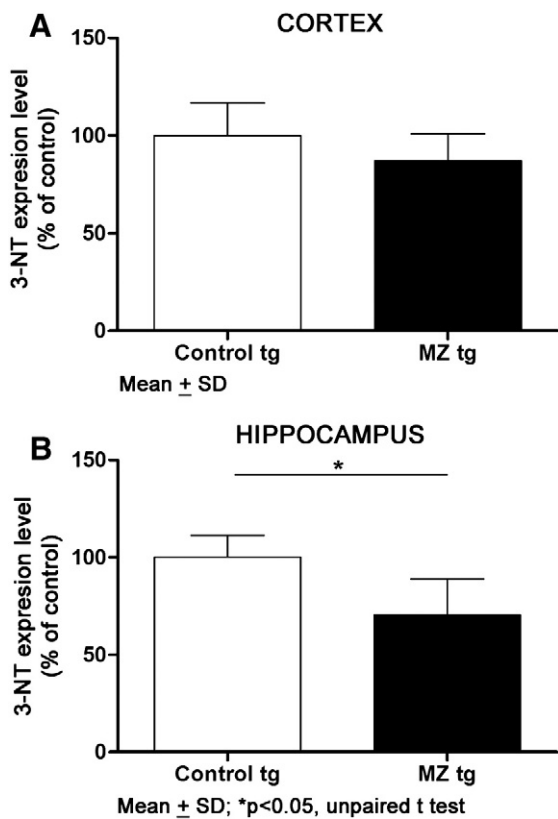 A
CORTEX
3-NT expresion level
(% of control)
150
100
50
0
Control tg
MZ tg
Mean ± SD
B
HIPPOCAMPUS
3-NT expresion level
(% of control)
150
*
100
50
0
Control tg
MZ tg
Mean ± SD; *p<0.05, unpaired t test